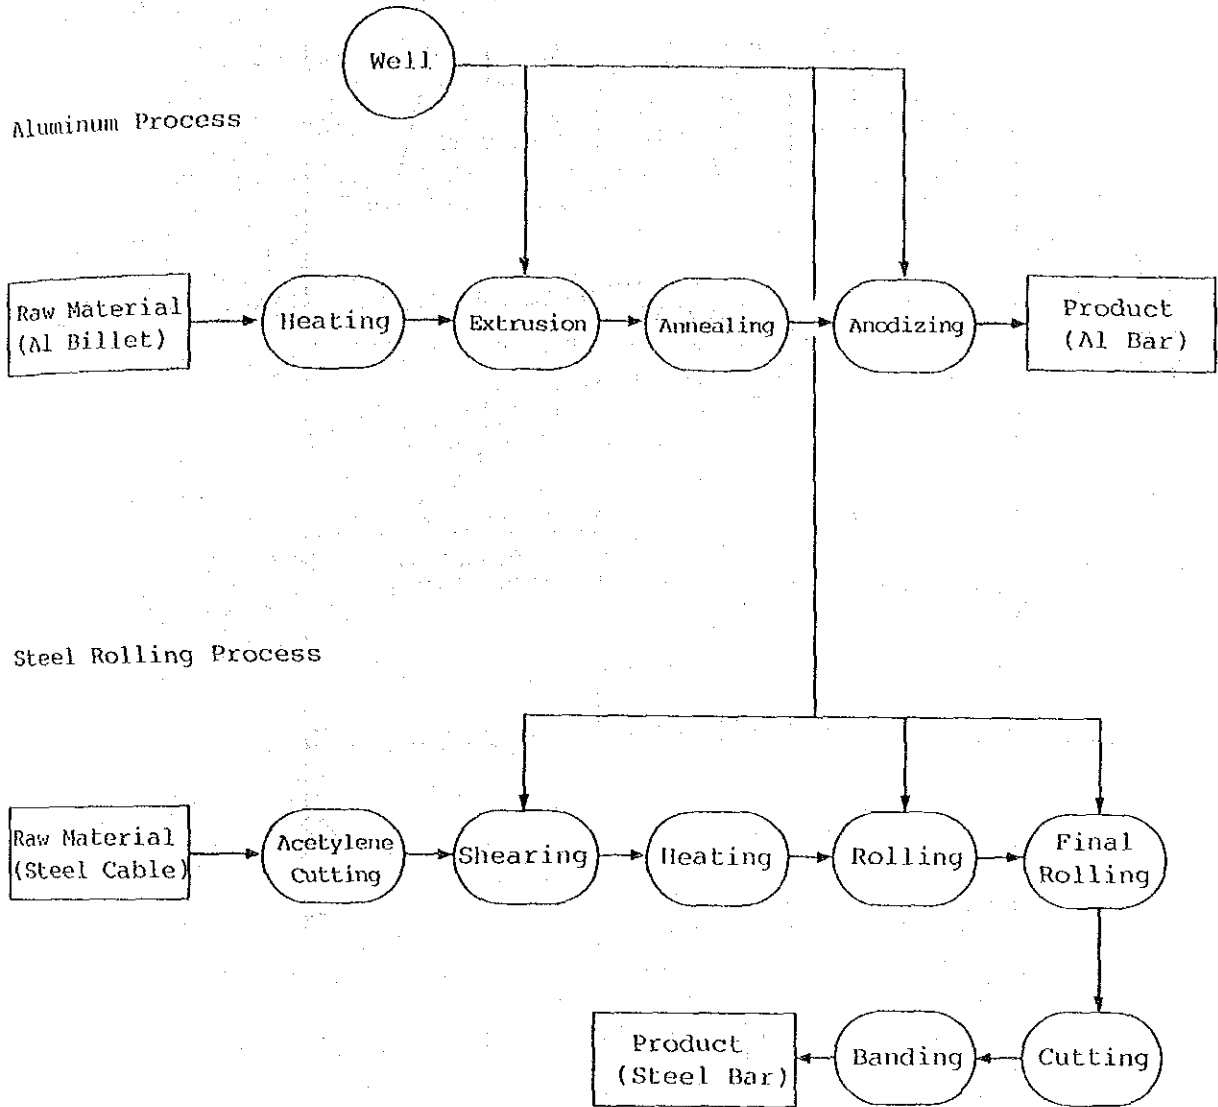 Well
Aluminum Process
Raw Material
(Al Billet)
Heating
Extrusion
Annealing
Anodizing
Product
(Al Bar)
Steel Rolling Process
Raw Material
(Steel Cable)
Acetylene
Cutting
Shearing
Heating
Rolling
Final
Rolling
Product
(Steel Bar)
Banding
Cutting